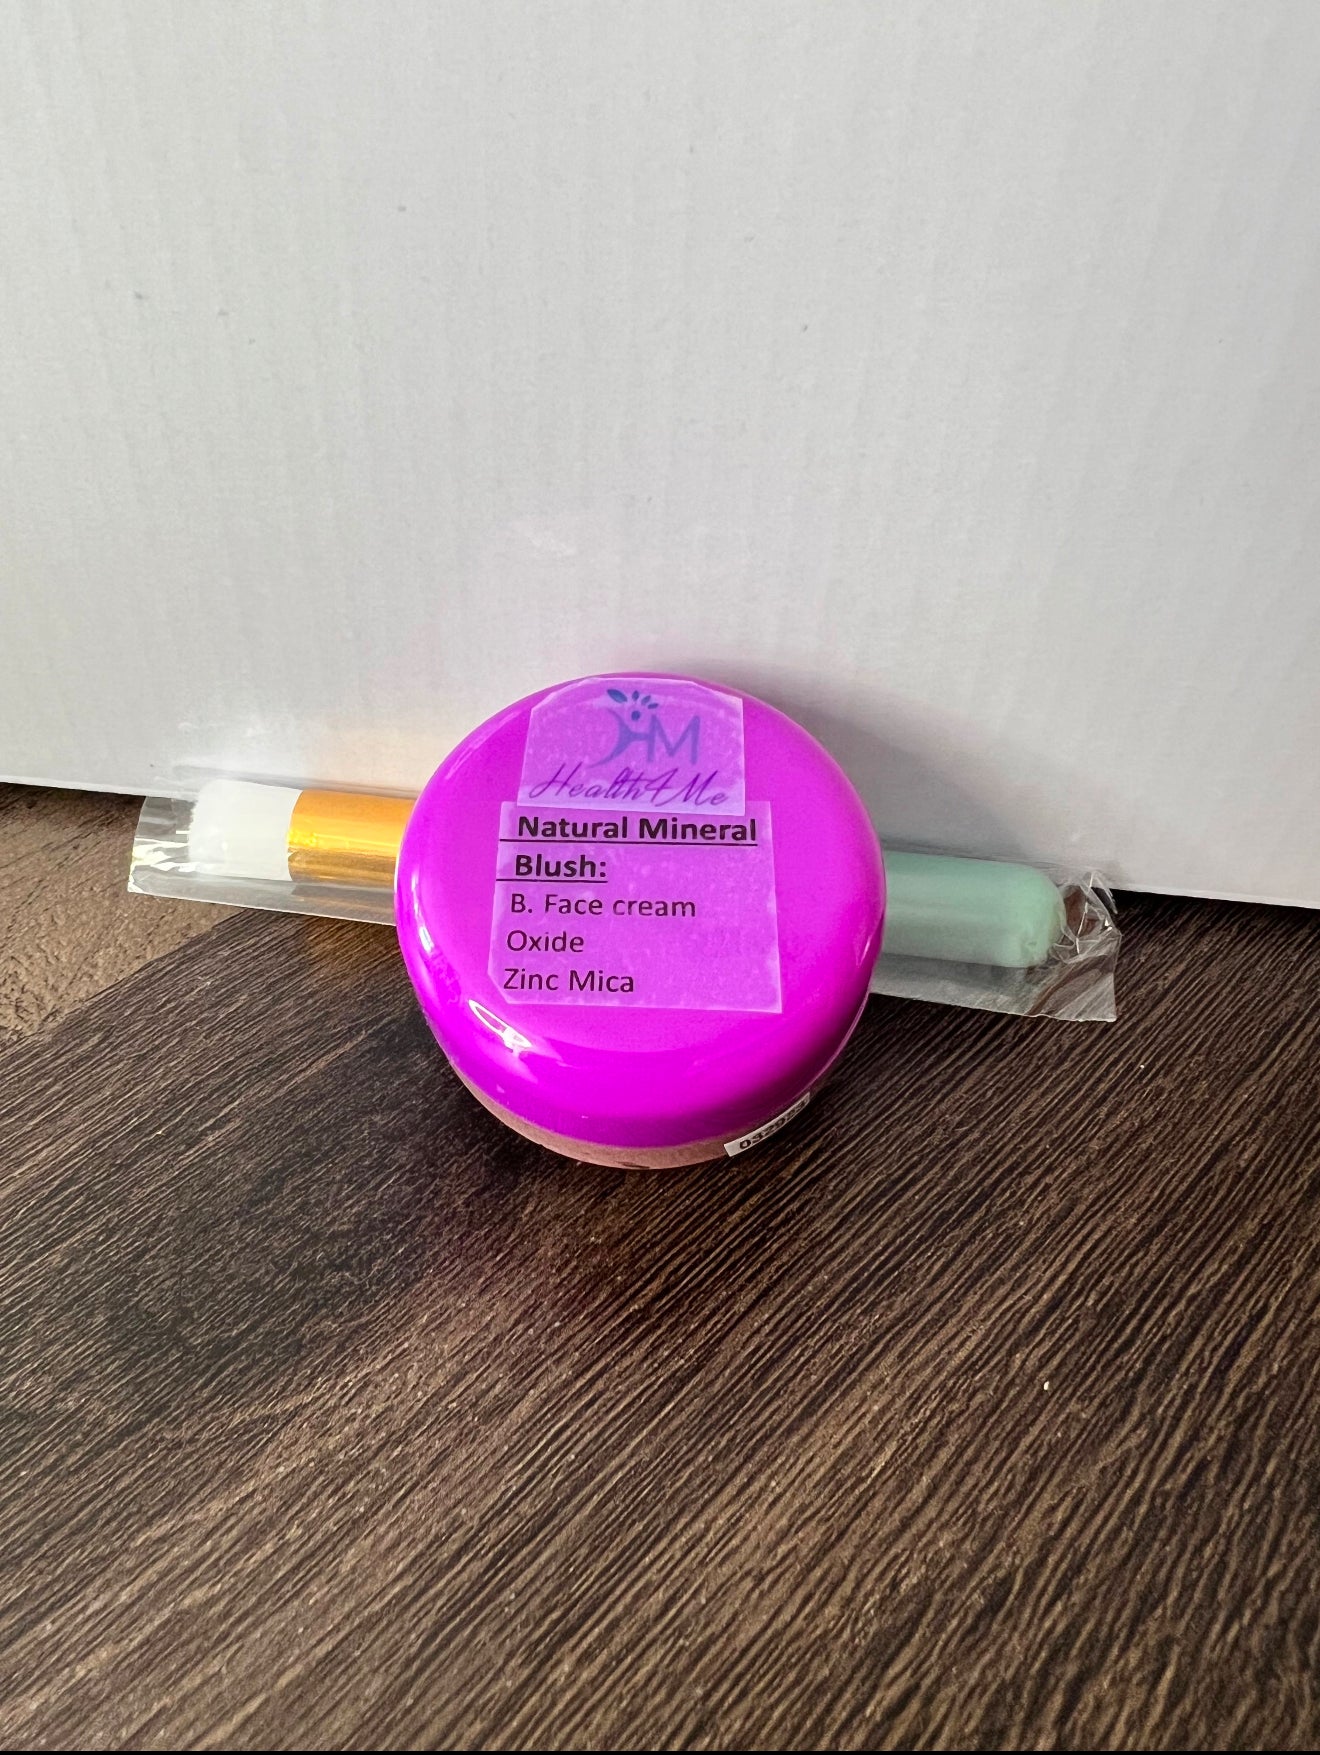 HM
Health4Me
Natural Mineral
Blush:
B. Face cream
Oxide
Zinc Mica